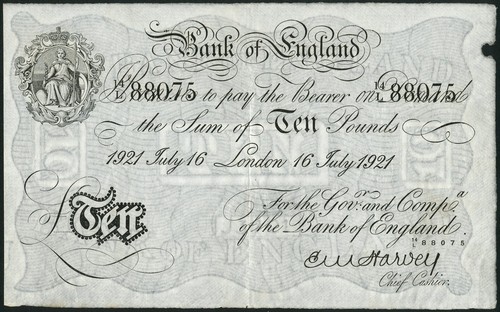 Bank of England
14/L 88075 14/L 88075
I Promise to pay the Bearer on Demand
the Sum of Ten Pounds
1921 July 16 London 16 July 1921
For the Govr. and Compa
of the Bank of England.
£Ten
14/L 88075
E M Harvey
Chief Cashier.